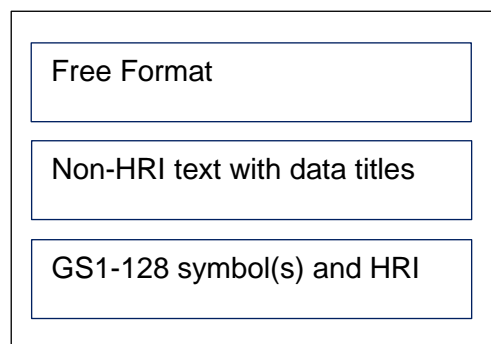 Free Format
Non-HRI text with data titles
GS1-128 symbol(s) and HRI